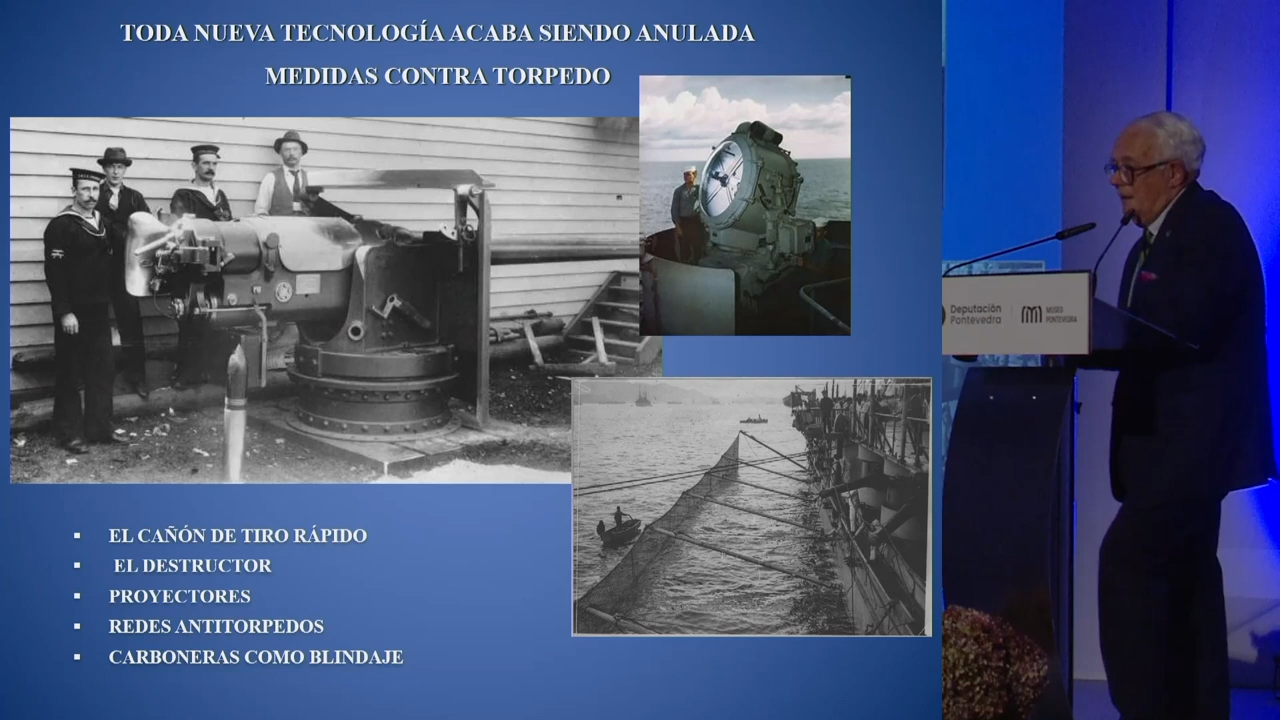 TODA NUEVA TECNOLOGÍA ACABA SIENDO ANULADA
MEDIDAS CONTRA TORPEDO
▪ EL CAÑÓN DE TIRO RÁPIDO
▪ EL DESTRUCTOR
▪ PROYECTORES
▪ REDES ANTITORPEDOS
▪ CARBONERAS COMO BLINDAJE
Deputación
Pontevedra
MUSEO
PONTEVEDRA